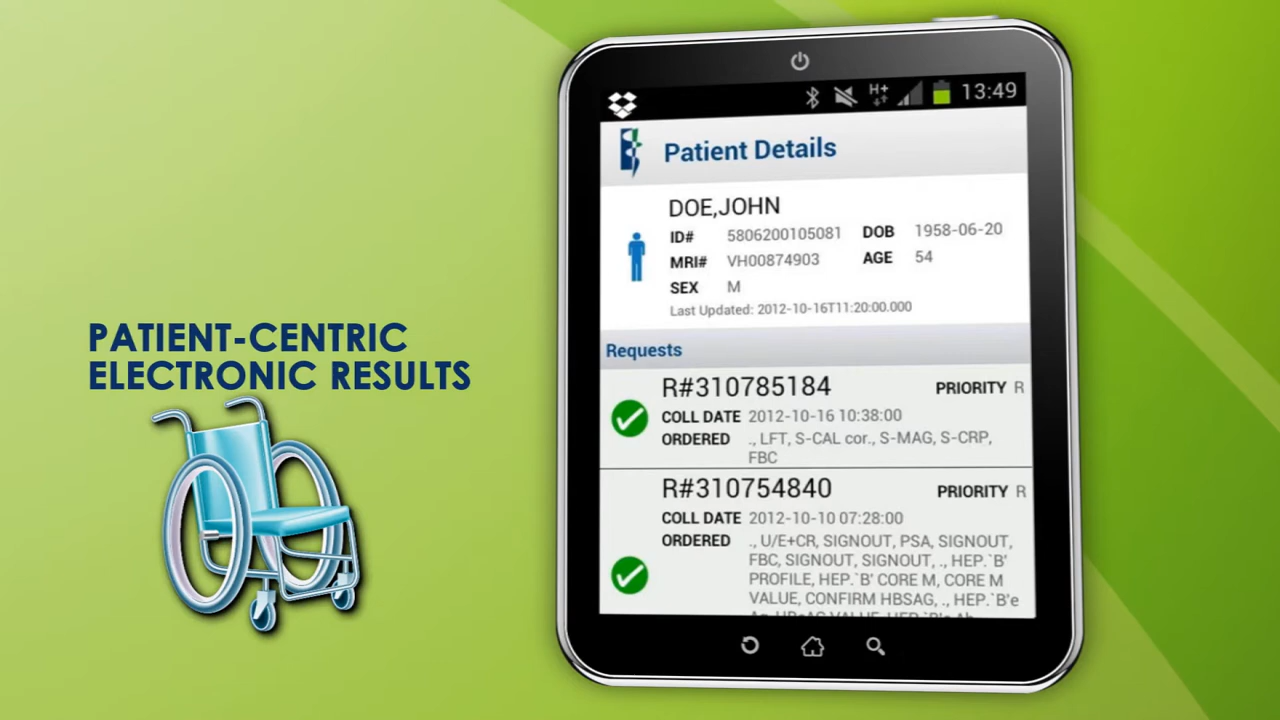 PATIENT-CENTRIC
ELECTRONIC RESULTS
H+
13:49
Patient Details
DOE,JOHN
ID# 5806200105081 DOB 1958-06-20
MRI# VH00874903 AGE 54
SEX M
Last Updated: 2012-10-16T11:20:00.000
Requests
R#310785184 PRIORITY R
COLL DATE 2012-10-16 10:38:00
ORDERED ., LFT, S-CAL cor., S-MAG, S-CRP,
FBC
R#310754840 PRIORITY R
COLL DATE 2012-10-10 07:28:00
ORDERED ., U/E+CR, SIGNOUT, PSA, SIGNOUT,
FBC, SIGNOUT, SIGNOUT, ., HEP.`B'
PROFILE, HEP.`B' CORE M, CORE M
VALUE, CONFIRM HBSAG, ., HEP.`B'e
VALUE, HEP.`B'e